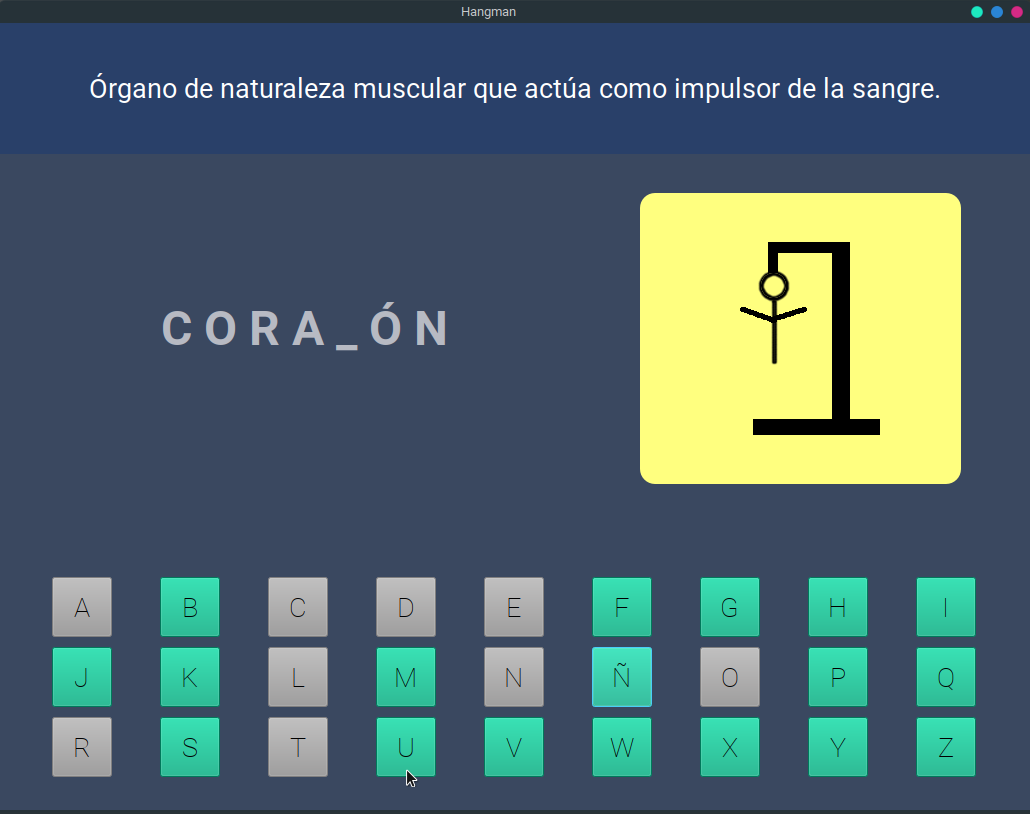 Hangman
Órgano de naturaleza muscular que actúa como impulsor de la sangre.
C O R A _ Ó N
A B C D E F G H I
J K L M N Ñ O P Q
R S T U V W X Y Z